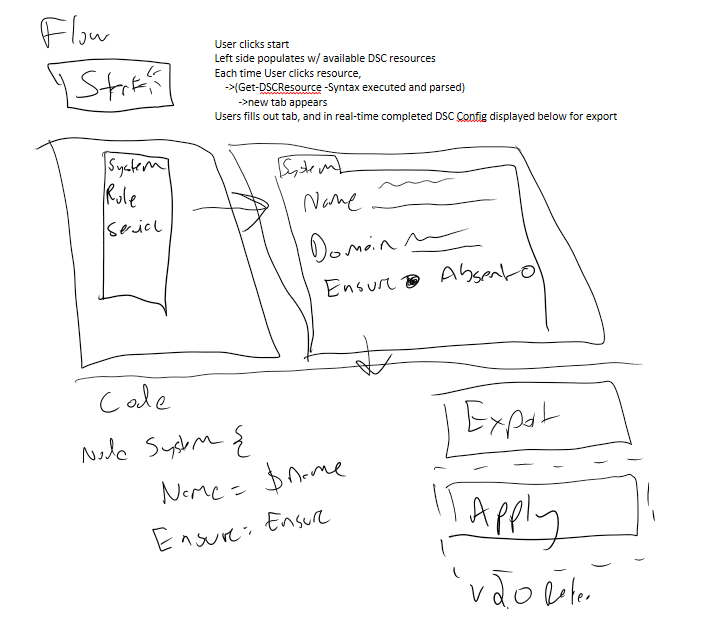 Flow
Start
User clicks start
Left side populates w/ available DSC resources
Each time User clicks resource,
->(Get-DSCResource -Syntax executed and parsed)
->new tab appears
Users fills out tab, and in real-time completed DSC Config displayed below for export
System
Role
System
Name
Domain
Ensure Absent
Code
Node System {
Name = $name
Ensure = Ensure
Export
Apply
v2.0